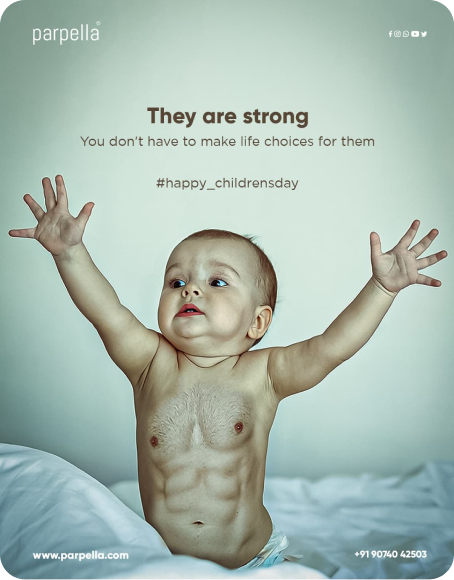 parpella®
They are strong
You don't have to make life choices for them
#happy_childrensday
www.parpella.com
+91 90740 42503